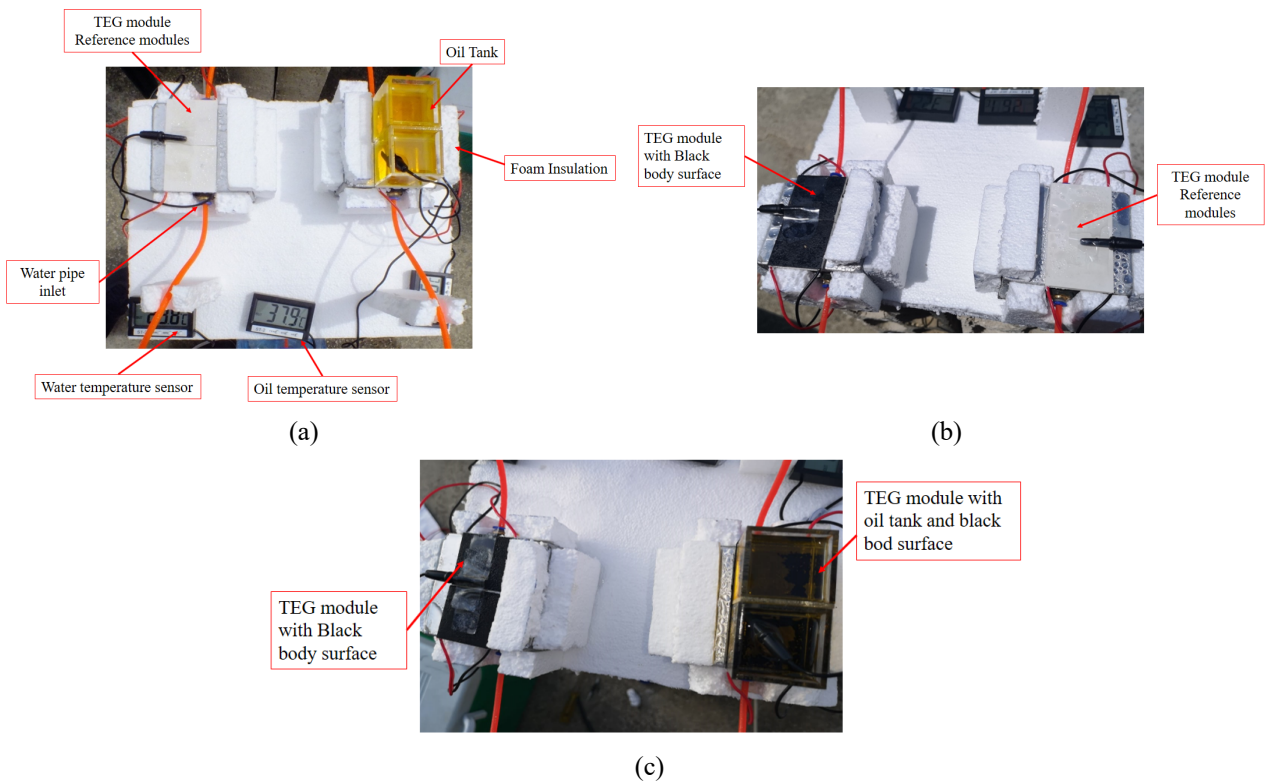 TEG module
Reference modules
Oil Tank
Foam Insulation
Water pipe
inlet
37.9
Water temperature sensor
Oil temperature sensor
(a)
TEG module
with Black
body surface
TEG module
Reference
modules
(b)
TEG module with
oil tank and black
bod surface
TEG module
with Black
body surface
(c)